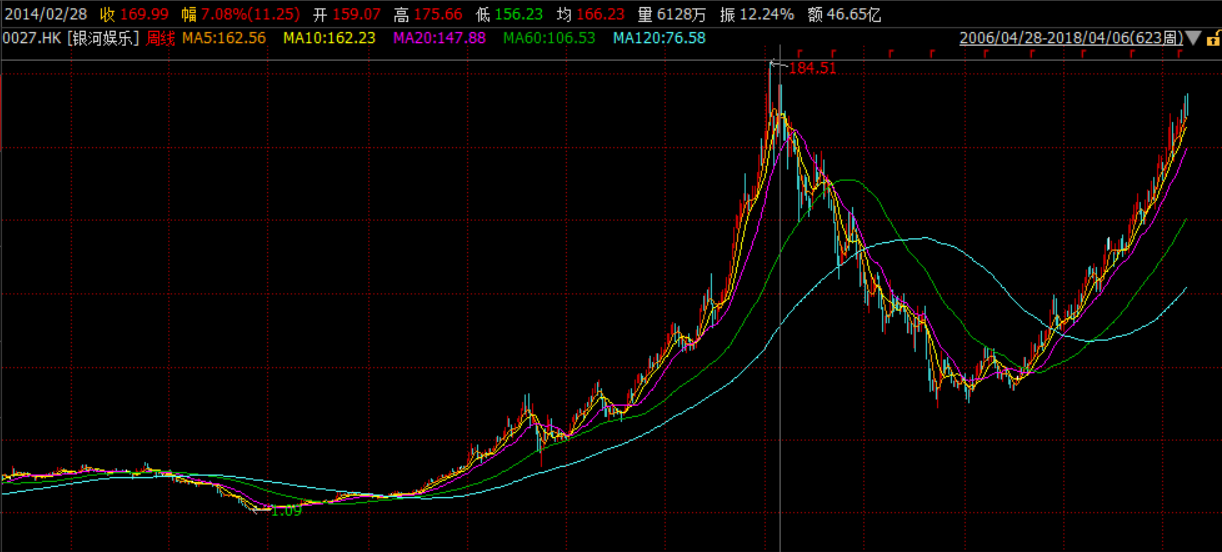 2014/02/28 收 169.99 幅 7.08%(11.25) 开 159.07 高 175.66 低 156.23 均 166.23 量 6128万 振 12.24% 额 46.65亿
0027.HK [银河娱乐] 周线 MA5:162.56 MA10:162.23 MA20:147.88 MA60:106.53 MA120:76.58 2006/04/28-2018/04/06(623周)
r r r r r r r r r
184.51
1.09